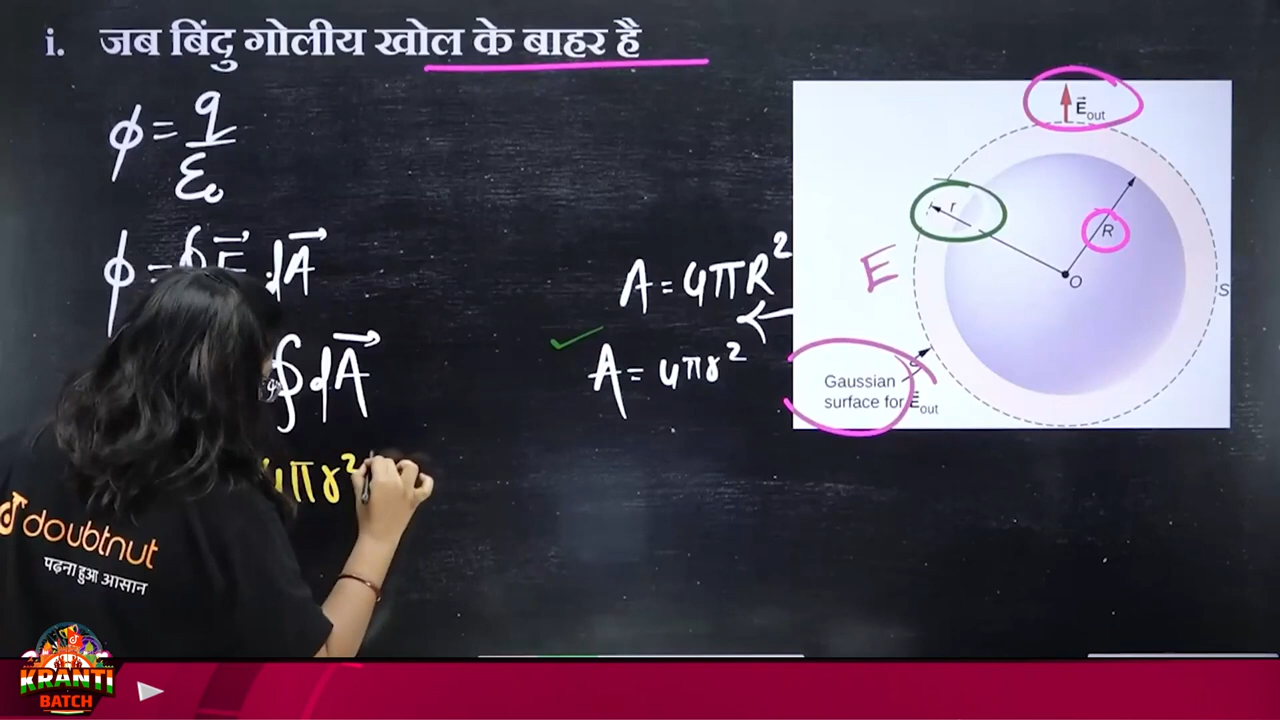 i. जब बिंदु गोलीय खोल के बाहर है
ϕ = q/ε₀
ϕ = ∮E⃗ . dA⃗
∮dA⃗
4πr²
A = 4πR²
A = 4πr²
E
E⃗out
r
R
O
S
Gaussian
surface for E⃗out
doubtnut
पढ़ना हुआ आसान
KRANTI
BATCH